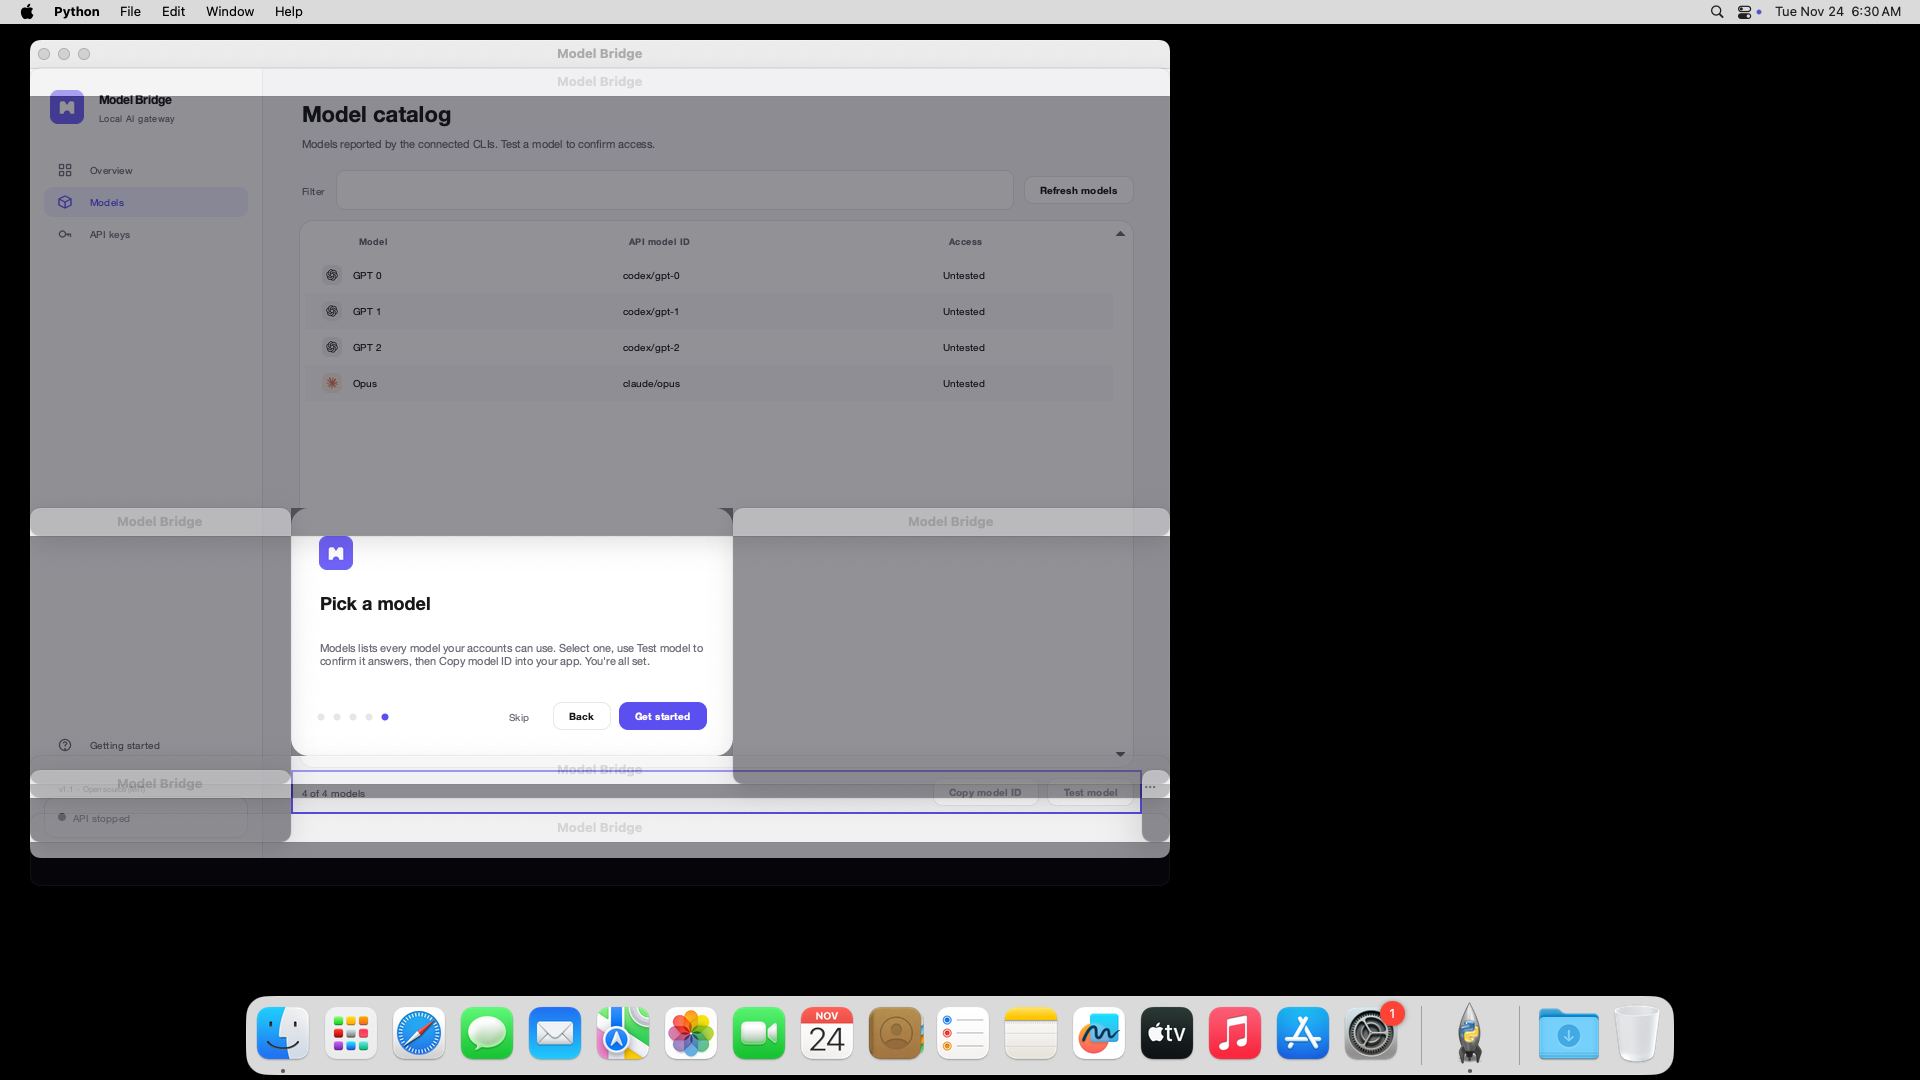 Python File Edit Window Help
Tue Nov 24 6:30 AM
Model Bridge
Model Bridge
Model Bridge
Local AI gateway
Overview
Models
API keys
Model catalog
Models reported by the connected CLIs. Test a model to confirm access.
Filter
Refresh models
Model API model ID Access
GPT 0 codex/gpt-0 Untested
GPT 1 codex/gpt-1 Untested
GPT 2 codex/gpt-2 Untested
Opus claude/opus Untested
Model Bridge
Model Bridge
Pick a model
Models lists every model your accounts can use. Select one, use Test model to
confirm it answers, then Copy model ID into your app. You're all set.
Skip Back Get started
Getting started
Model Bridge
Model Bridge
v1.1 · Open source
4 of 4 models
Copy model ID
Test model
...
API stopped
Model Bridge
NOV
24
tv
1